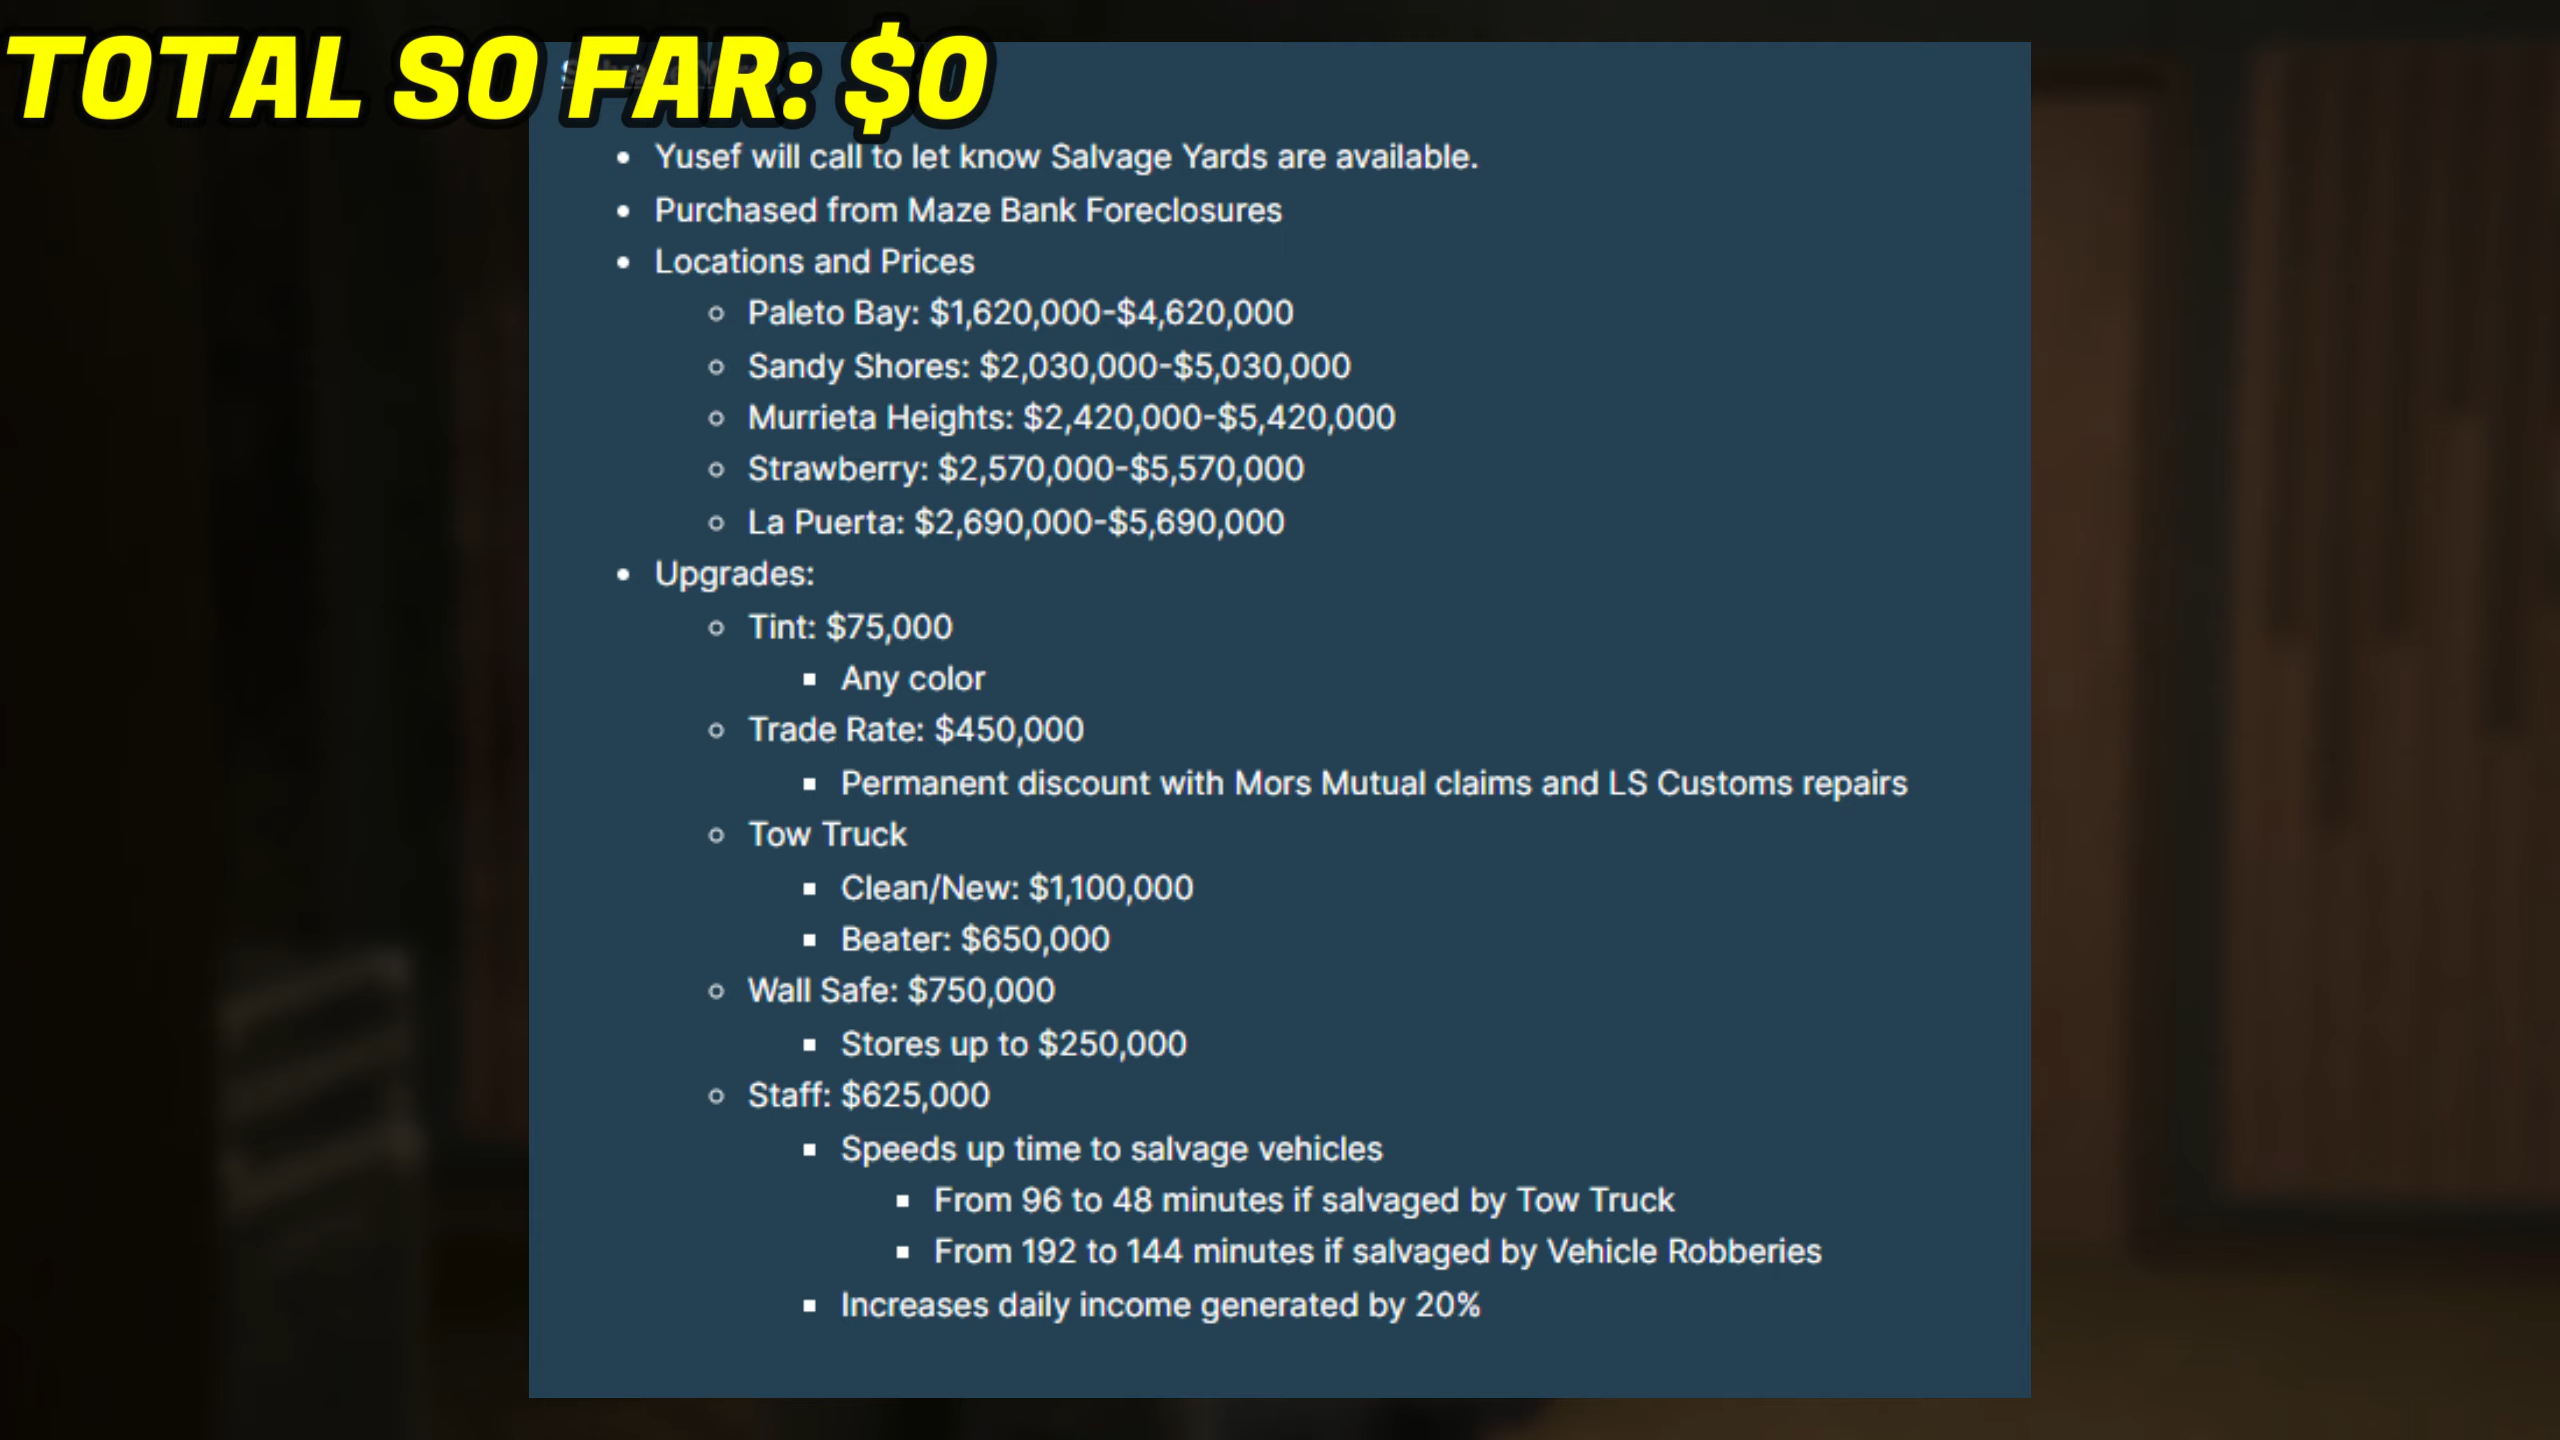 TOTAL SO FAR: $0
Yusef will call to let know Salvage Yards are available.
Purchased from Maze Bank Foreclosures
Locations and Prices
Paleto Bay: $1,620,000-$4,620,000
Sandy Shores: $2,030,000-$5,030,000
Murrieta Heights: $2,420,000-$5,420,000
Strawberry: $2,570,000-$5,570,000
La Puerta: $2,690,000-$5,690,000
Upgrades:
Tint: $75,000
Any color
Trade Rate: $450,000
Permanent discount with Mors Mutual claims and LS Customs repairs
Tow Truck
Clean/New: $1,100,000
Beater: $650,000
Wall Safe: $750,000
Stores up to $250,000
Staff: $625,000
Speeds up time to salvage vehicles
From 96 to 48 minutes if salvaged by Tow Truck
From 192 to 144 minutes if salvaged by Vehicle Robberies
Increases daily income generated by 20%